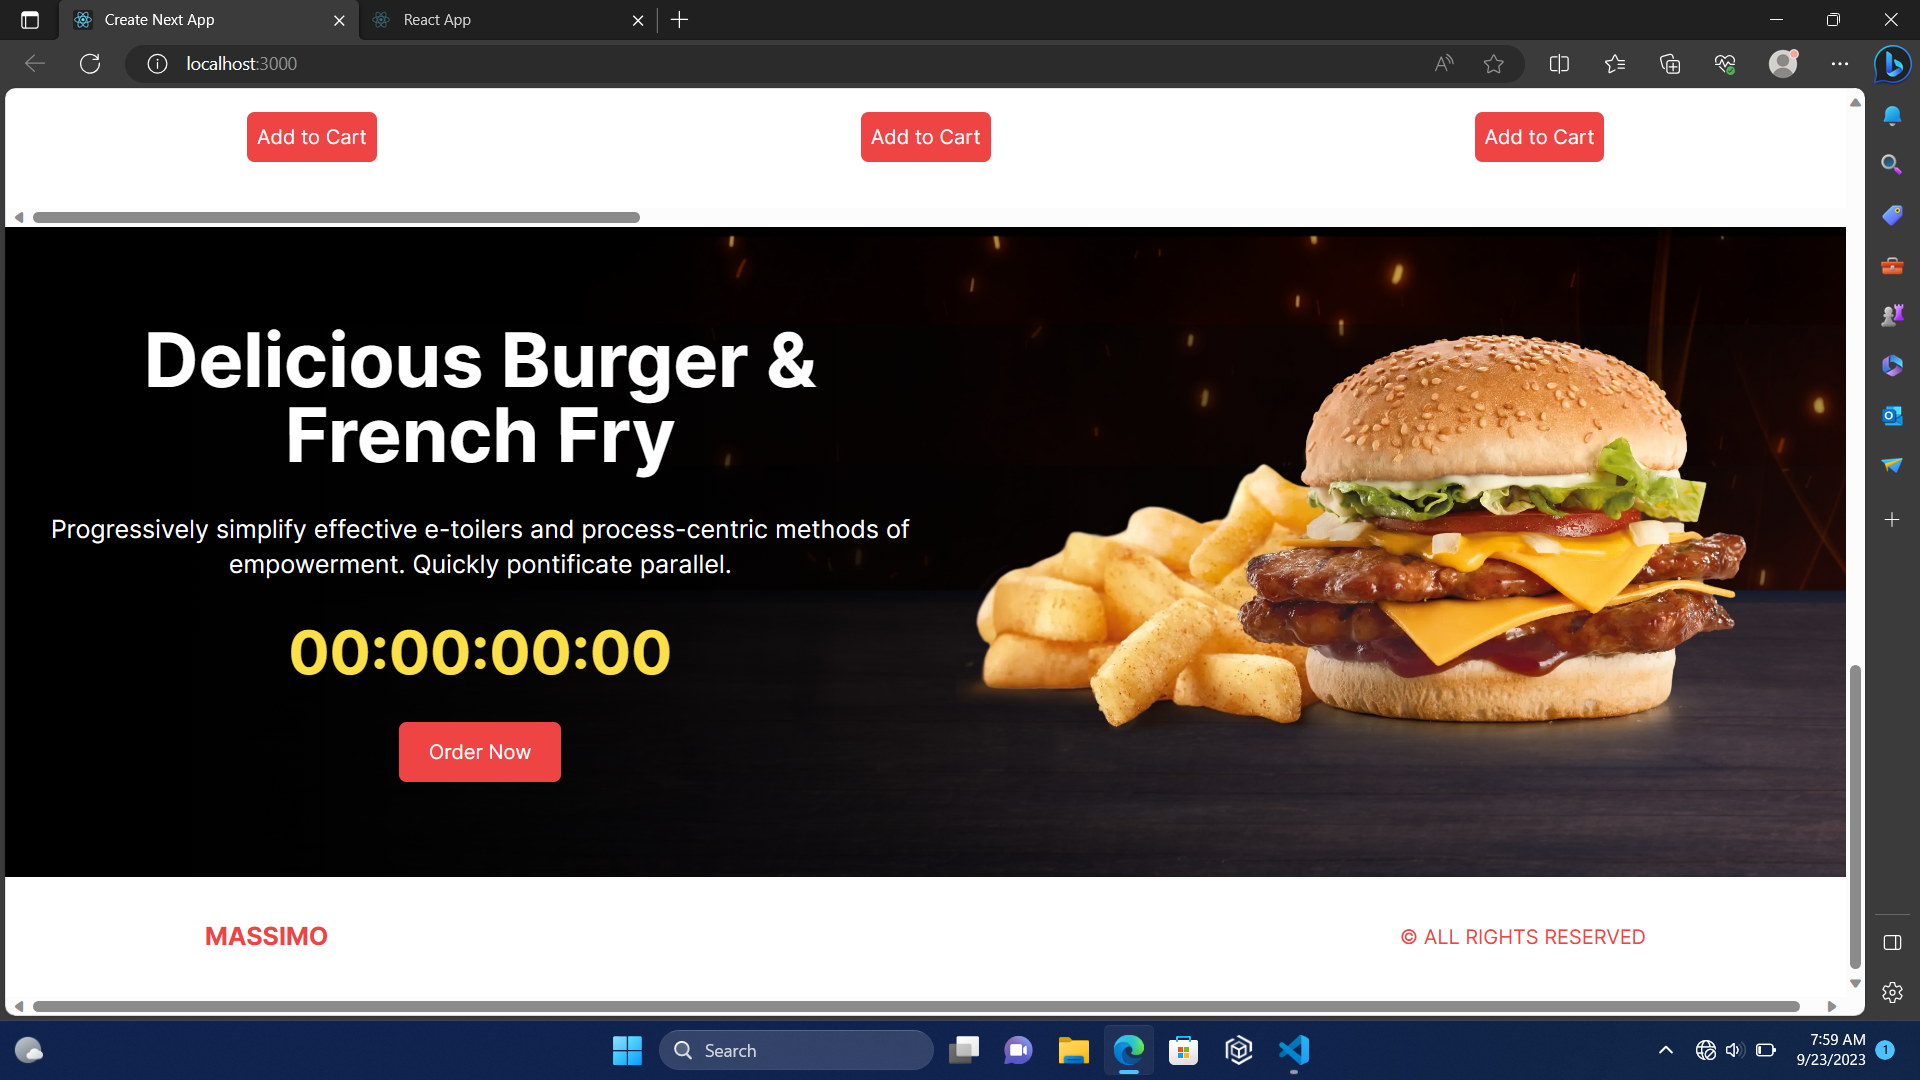 Create Next App
React App
localhost:3000
Add to Cart
Add to Cart
Add to Cart
Delicious Burger &
French Fry
Progressively simplify effective e-toilers and process-centric methods of
empowerment. Quickly pontificate parallel.
00:00:00:00
Order Now
MASSIMO
© ALL RIGHTS RESERVED
Search
7:59 AM
9/23/2023
1